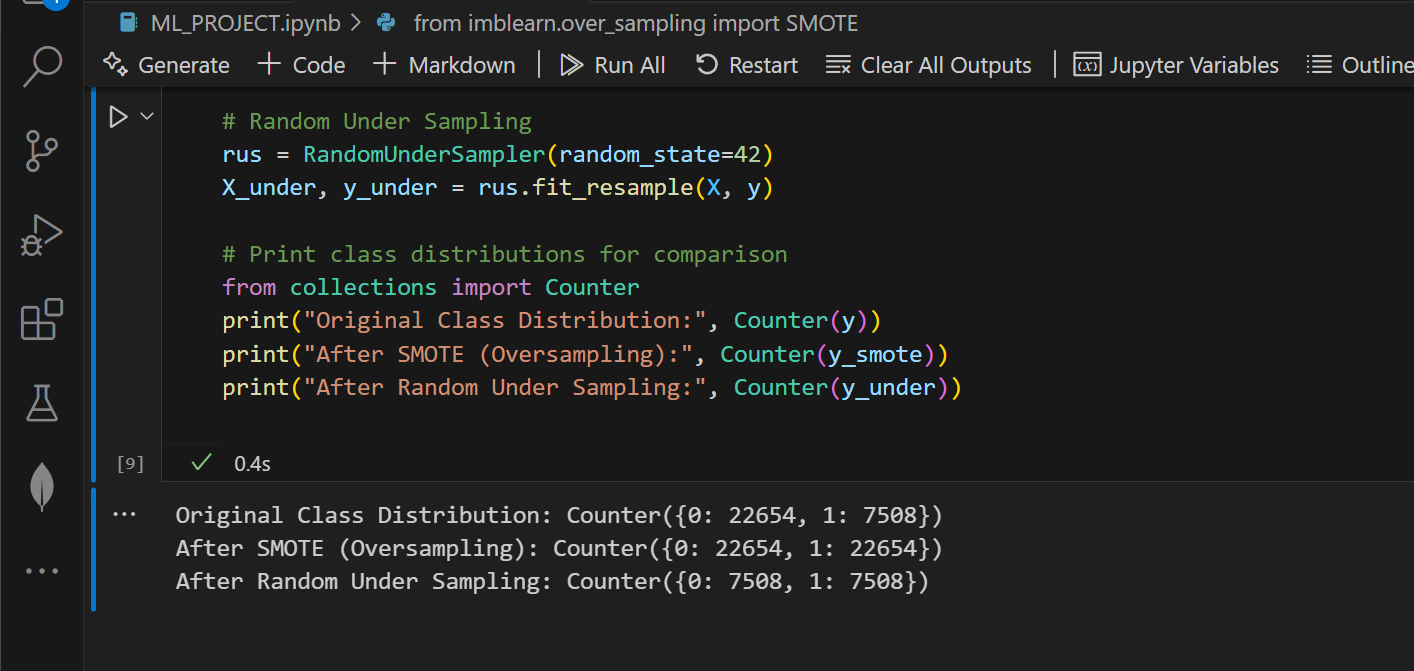 1
ML_PROJECT.ipynb > from imblearn.over_sampling import SMOTE
Generate + Code + Markdown | Run All Restart Clear All Outputs | Jupyter Variables Outline
# Random Under Sampling
rus = RandomUnderSampler(random_state=42)
X_under, y_under = rus.fit_resample(X, y)
# Print class distributions for comparison
from collections import Counter
print("Original Class Distribution:", Counter(y))
print("After SMOTE (Oversampling):", Counter(y_smote))
print("After Random Under Sampling:", Counter(y_under))
[9] ✓ 0.4s
Original Class Distribution: Counter({0: 22654, 1: 7508})
After SMOTE (Oversampling): Counter({0: 22654, 1: 22654})
After Random Under Sampling: Counter({0: 7508, 1: 7508})